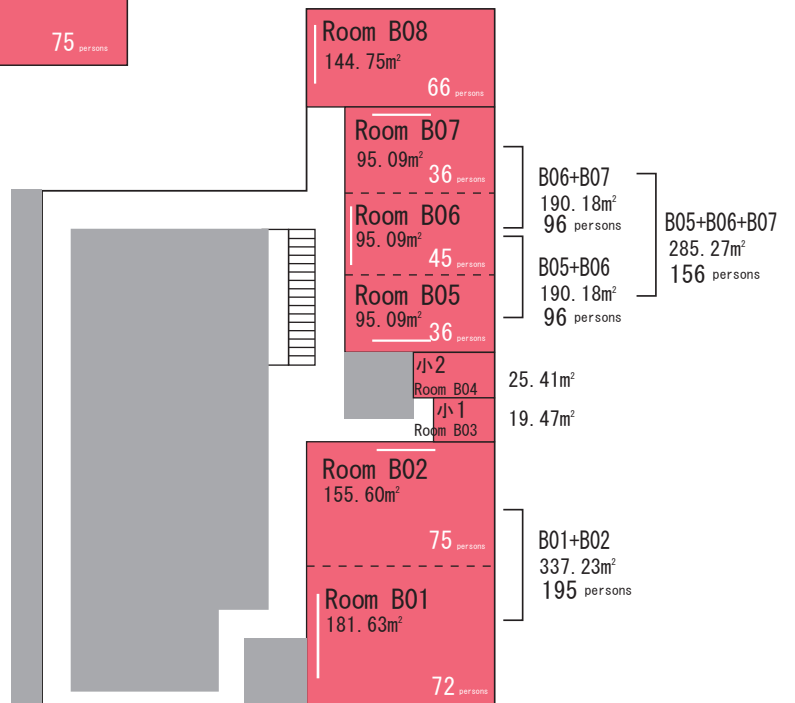 75 persons
Room B08
144.75m²
66 persons
Room B07
95.09m²
36 persons
Room B06
95.09m²
45 persons
Room B05
95.09m²
36 persons
B06+B07
190.18m²
96 persons
B05+B06
190.18m²
96 persons
B05+B06+B07
285.27m²
156 persons
小2
Room B04
25.41m²
小1
Room B03
19.47m²
Room B02
155.60m²
75 persons
Room B01
181.63m²
72 persons
B01+B02
337.23m²
195 persons